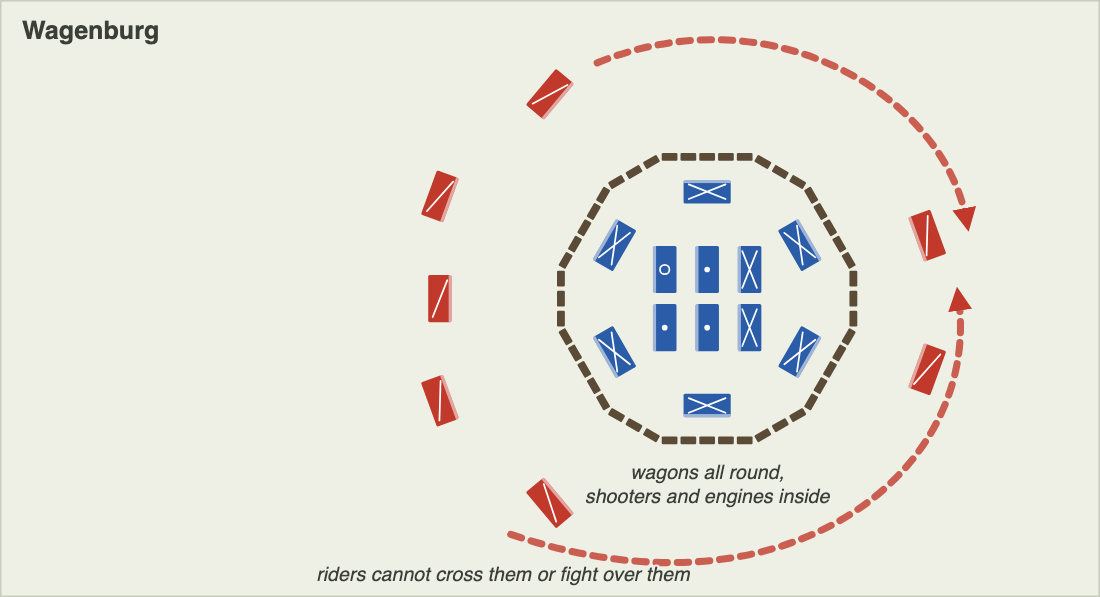 Wagenburg
wagons all round,
shooters and engines inside
riders cannot cross them or fight over them